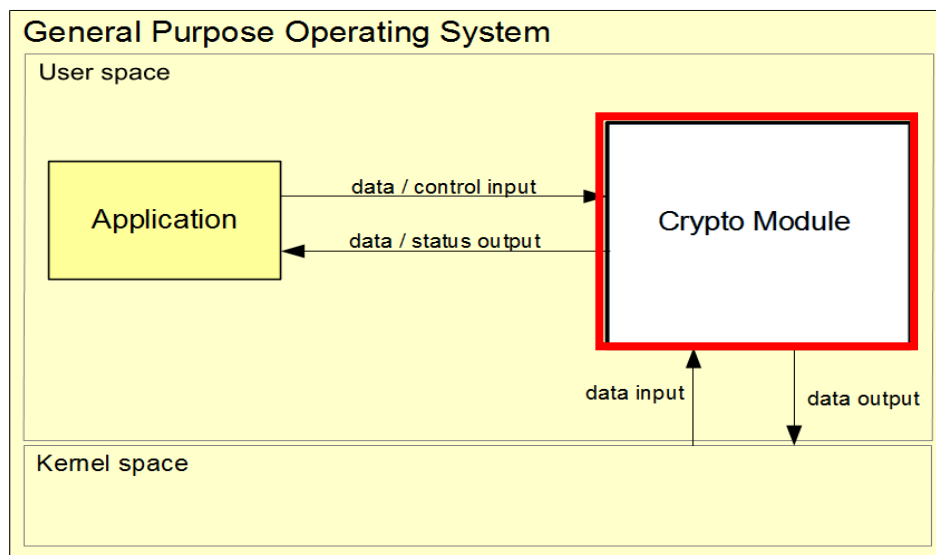 General Purpose Operating System
User space
Application
data / control input
data / status output
Crypto Module
data input
data output
Kernel space